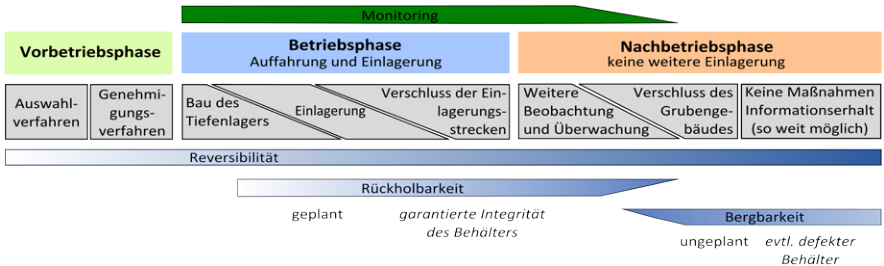 Monitoring
Vorbetriebsphase
Betriebsphase
Auffahrung und Einlagerung
Nachbetriebsphase
keine weitere Einlagerung
Auswahl-
verfahren
Genehmi-
gungs-
verfahren
Bau des
Tiefenlagers
Einlagerung
Verschluss der Ein-
lagerungs-
strecken
Weitere
Beobachtung
und Überwachung
Verschluss des
Grubenge-
bäudes
Keine Maßnahmen
Informationserhalt
(so weit möglich)
Reversibilität
Rückholbarkeit
geplant
garantierte Integrität
des Behälters
Bergbarkeit
ungeplant
evtl. defekter
Behälter